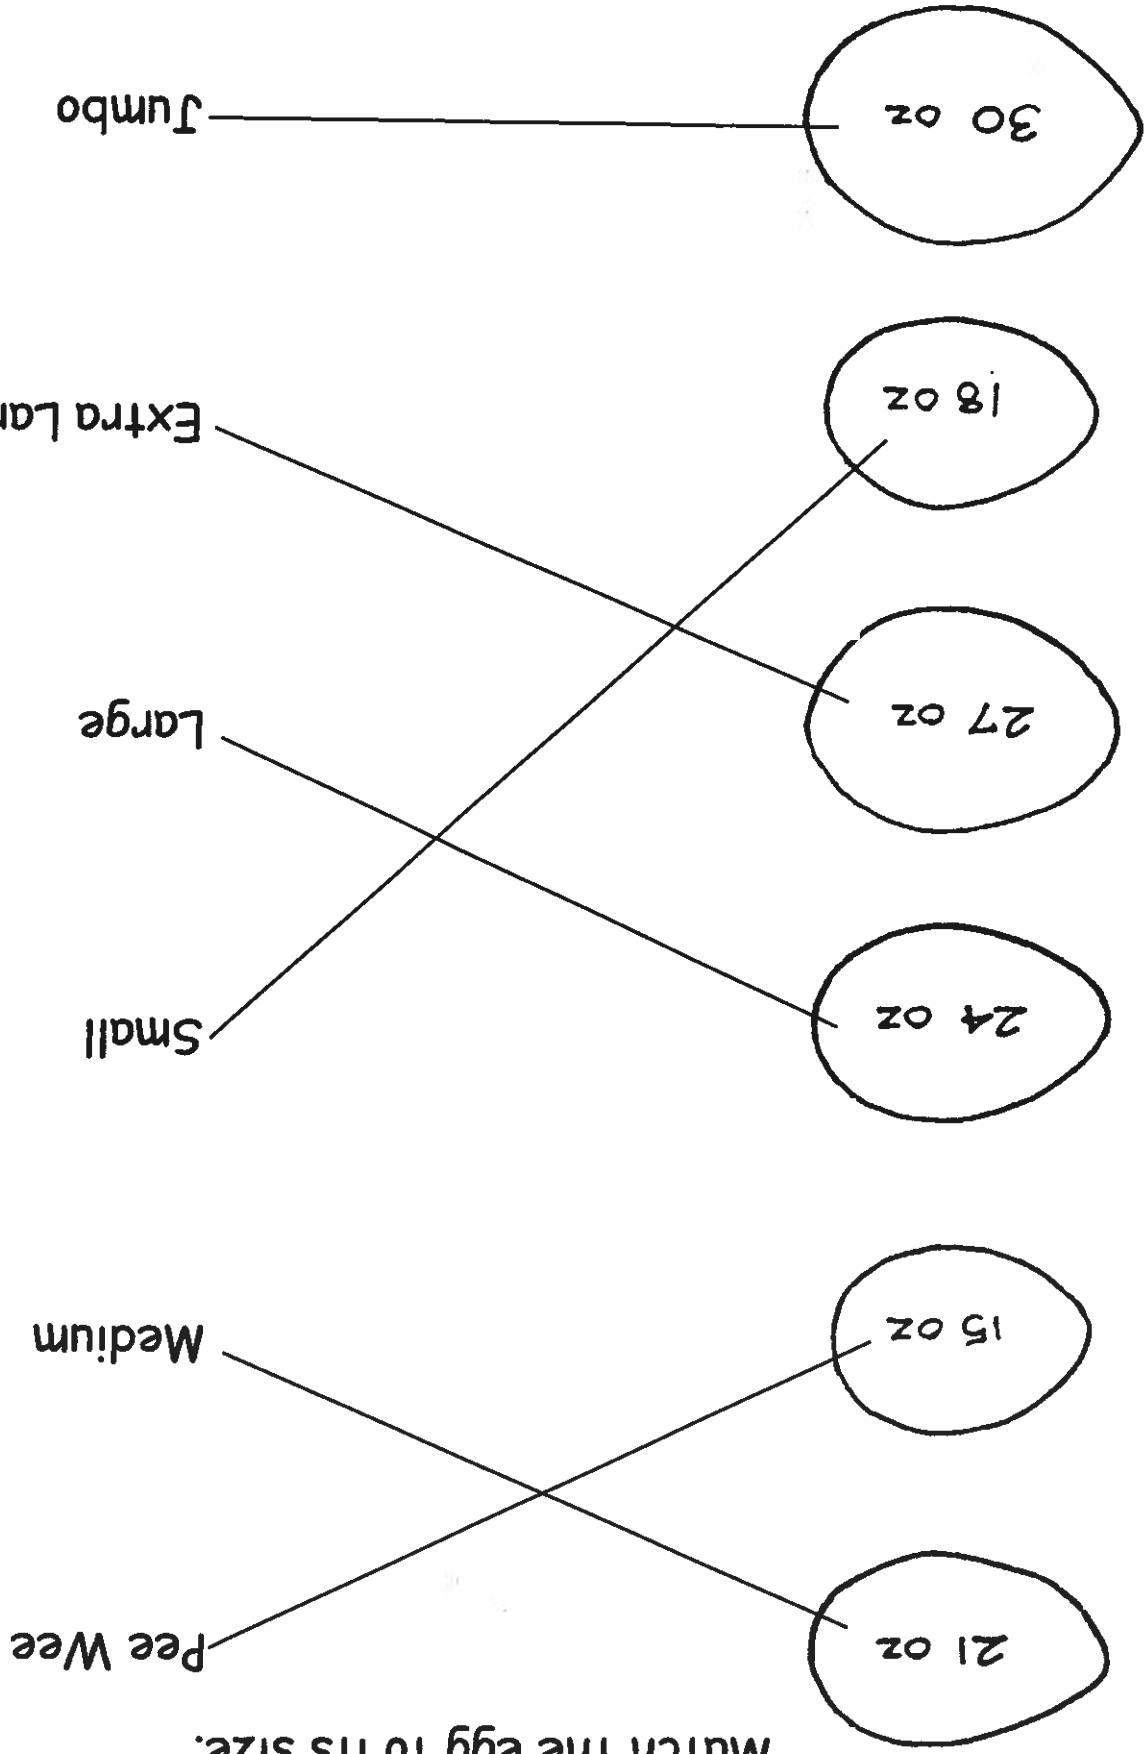 Match the egg to its size.
21 oz Pee Wee
15 oz Medium
24 oz Small
27 oz Large
18 oz Extra Lar
30 oz Jumbo